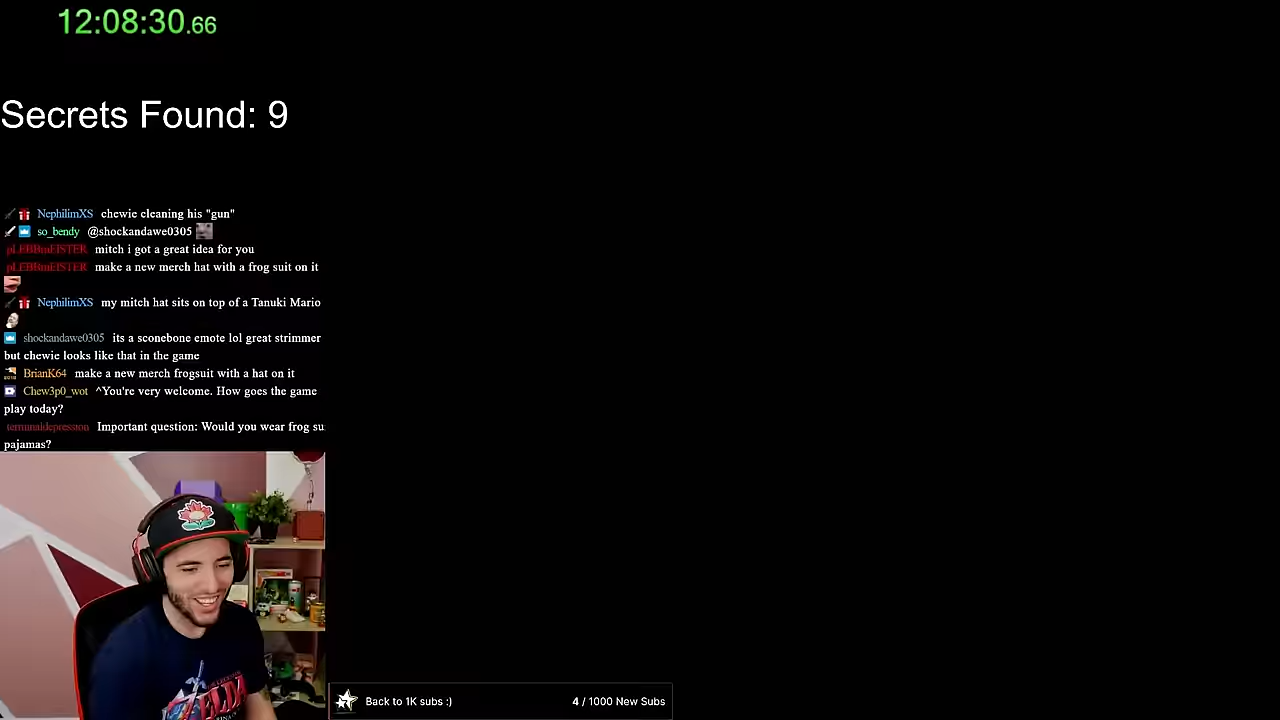 12:08:30.66
Secrets Found: 9
NephilimXS chewie cleaning his "gun"
so_bendy @shockandawe0305
pLEBBmEISTER mitch i got a great idea for you
pLEBBmEISTER make a new merch hat with a frog suit on it
NephilimXS my mitch hat sits on top of a Tanuki Mario
shockandawe0305 its a sconebone emote lol great strimmer
but chewie looks like that in the game
BrianK64 make a new merch frogsuit with a hat on it
Chew3p0_wot ^You're very welcome. How goes the game
play today?
terminaldepression Important question: Would you wear frog su
pajamas?
ZELDA
Back to 1K subs :) 4 / 1000 New Subs